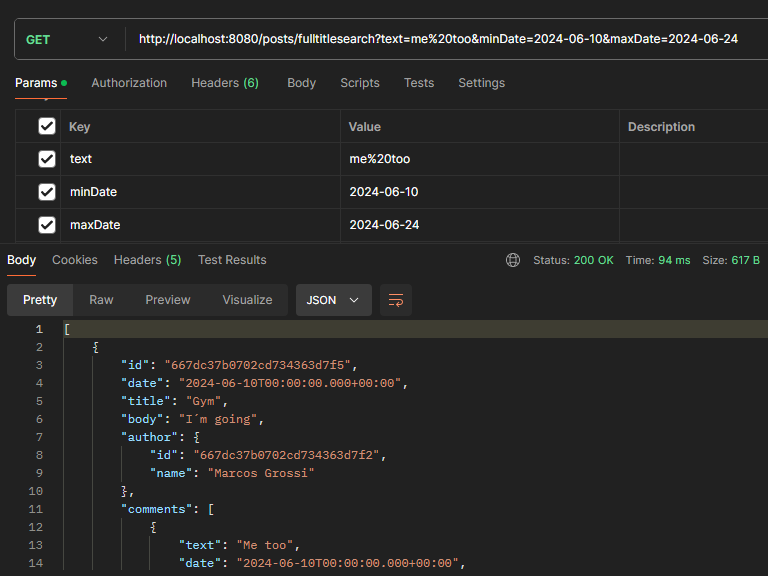 GET http://localhost:8080/posts/fulltitlesearch?text=me%20too&minDate=2024-06-10&maxDate=2024-06-24
Params Authorization Headers (6) Body Scripts Tests Settings
Key Value Description
text me%20too
minDate 2024-06-10
maxDate 2024-06-24
Body Cookies Headers (5) Test Results Status: 200 OK Time: 94 ms Size: 617 B
Pretty Raw Preview Visualize JSON
1 [
2 {
3 "id": "667dc37b0702cd734363d7f5",
4 "date": "2024-06-10T00:00:00.000+00:00",
5 "title": "Gym",
6 "body": "I´m going",
7 "author": {
8 "id": "667dc37b0702cd734363d7f2",
9 "name": "Marcos Grossi"
10 },
11 "comments": [
12 {
13 "text": "Me too",
14 "date": "2024-06-10T00:00:00.000+00:00",